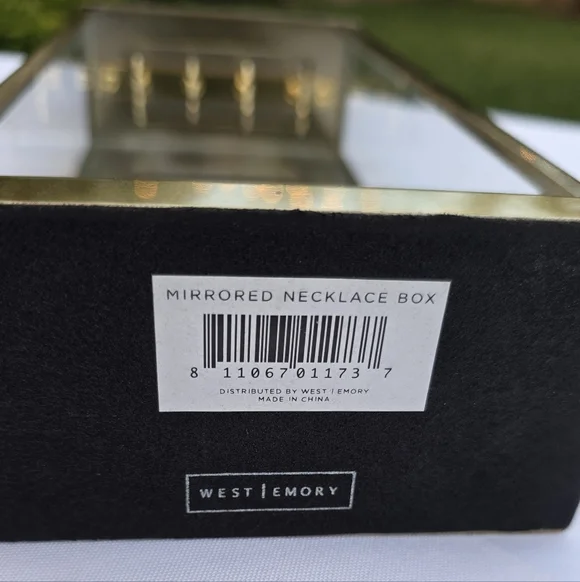 MIRRORED NECKLACE BOX
8 11067 01173 7
DISTRIBUTED BY WEST | EMORY
MADE IN CHINA
WEST | EMORY